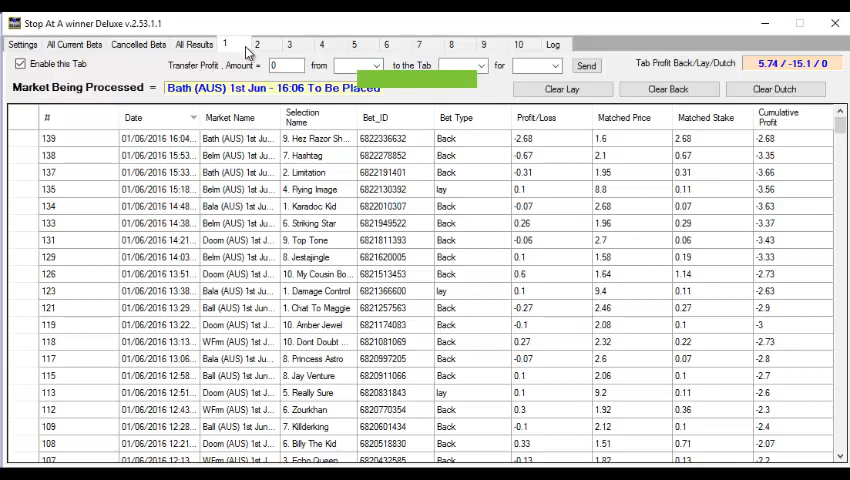 Stop At A winner Deluxe v.2.53.1.1
Settings All Current Bets Cancelled Bets All Results 1 2 3 4 5 6 7 8 9 10 Log
Enable this Tab Transfer Profit , Amount = 0 from to the Tab for Send Tab Profit Back/Lay/Dutch 5.74 / -15.1 / 0
Market Being Processed = Bath (AUS) 1st Jun - 16:06 To Be Placed Clear Lay Clear Back Clear Dutch
# Date Market Name Selection Name Bet_ID Bet Type Profit/Loss Matched Price Matched Stake Cumulative Profit
139 01/06/2016 16:04... Bath (AUS) 1st J... 9. Hez Razor Sh... 6822336632 Back -2.68 1.6 2.68 -2.68
138 01/06/2016 15:53... Belm (AUS) 1st J... 7. Hashtag 6822278852 Back -0.67 2.1 0.67 -3.35
137 01/06/2016 15:33... Bath (AUS) 1st J... 2. Limitation 6822191401 Back -0.31 1.95 0.31 -3.66
135 01/06/2016 15:18... Belm (AUS) 1st J... 4. Flying Image 6822130392 lay 0.1 8.8 0.11 -3.56
134 01/06/2016 14:48... Bala (AUS) 1st Ju... 1. Karadoc Kid 6822010307 Back -0.07 2.68 0.07 -3.63
133 01/06/2016 14:38... Belm (AUS) 1st J... 6. Striking Star 6821949522 Back 0.26 1.96 0.29 -3.37
131 01/06/2016 14:21... Doom (AUS) 1st J... 9. Top Tone 6821811393 Back -0.06 2.7 0.06 -3.43
129 01/06/2016 14:03... Belm (AUS) 1st J... 8. Jestajingle 6821620005 Back 0.1 1.58 0.19 -3.33
126 01/06/2016 13:51... Doom (AUS) 1st J... 10. My Cousin Bo... 6821513453 Back 0.6 1.64 1.14 -2.73
123 01/06/2016 13:38... Bala (AUS) 1st Ju... 1. Damage Control 6821366600 lay 0.1 9.4 0.11 -2.63
121 01/06/2016 13:28... Ball (AUS) 1st Jun... 1. Chat To Maggie 6821257563 Back -0.27 2.46 0.27 -2.9
119 01/06/2016 13:22... Doom (AUS) 1st J... 10. Amber Jewel 6821174083 Back -0.1 2.08 0.1 -3
118 01/06/2016 13:13... WFrm (AUS) 1st J... 10. Dont Doubt ... 6821081069 Back 0.27 2.32 0.22 -2.73
117 01/06/2016 13:06... Bala (AUS) 1st Ju... 8. Princess Astro 6820997205 Back -0.07 2.6 0.07 -2.8
115 01/06/2016 12:58... Ball (AUS) 1st Jun... 8. Jay Venture 6820911066 Back -0.1 2.06 0.1 -2.7
113 01/06/2016 12:51... Doom (AUS) 1st J... 5. Really Sure 6820831843 lay 0.1 9.2 0.11 -2.6
112 01/06/2016 12:43... WFrm (AUS) 1st J... 6. Zourkhan 6820770354 Back 0.3 1.92 0.36 -2.3
109 01/06/2016 12:28... Ball (AUS) 1st Jun... 7. Killderking 6820601434 Back -0.1 2.12 0.1 -2.4
108 01/06/2016 12:21... Doom (AUS) 1st J... 6. Billy The Kid 6820518830 Back 0.33 1.51 0.71 -2.07
107 01/06/2016 12:13... WFrm (AUS) 1st J... 3. Echo Queen 6820432585 Back -0.13 1.82 0.13 -2.2